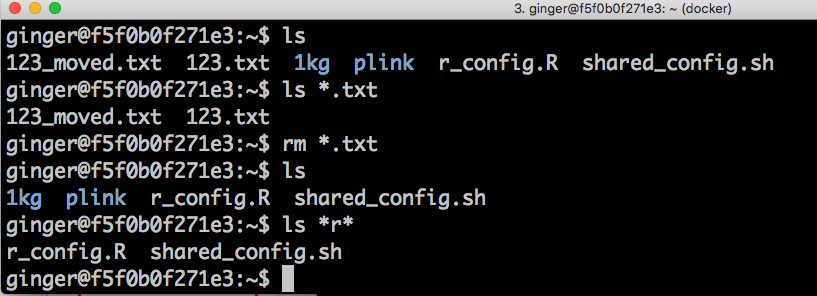 3. ginger@f5f0b0f271e3: ~ (docker)
ginger@f5f0b0f271e3:~$ ls
123_moved.txt  123.txt  1kg  plink  r_config.R  shared_config.sh
ginger@f5f0b0f271e3:~$ ls *.txt
123_moved.txt  123.txt
ginger@f5f0b0f271e3:~$ rm *.txt
ginger@f5f0b0f271e3:~$ ls
1kg  plink  r_config.R  shared_config.sh
ginger@f5f0b0f271e3:~$ ls *r*
r_config.R  shared_config.sh
ginger@f5f0b0f271e3:~$